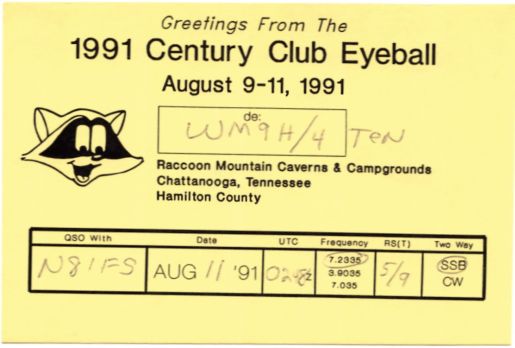 Greetings From The
1991 Century Club Eyeball
August 9-11, 1991
de:
WM9H/4 TEN
Raccoon Mountain Caverns & Campgrounds
Chattanooga, Tennessee
Hamilton County
QSO With Date UTC Frequency RS(T) Two Way
AUG 11 '91 z 7.2335 5/9 SSB
3.9035 CW
7.035